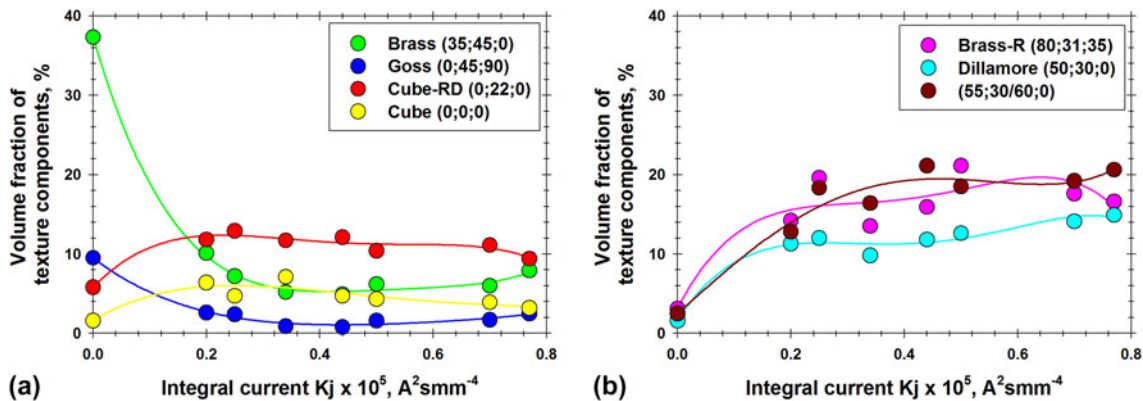 Volume fraction of
texture components, %
40
30
20
10
0
Brass (35;45;0)
Goss (0;45;90)
Cube-RD (0;22;0)
Cube (0;0;0)
0.0 0.2 0.4 0.6 0.8
(a)
Integral current Kj x 10⁵, A²smm⁻⁴
Volume fraction of
texture components, %
40
30
20
10
0
Brass-R (80;31;35)
Dillamore (50;30;0)
(55;30/60;0)
0.0 0.2 0.4 0.6 0.8
(b)
Integral current Kj x 10⁵, A²smm⁻⁴